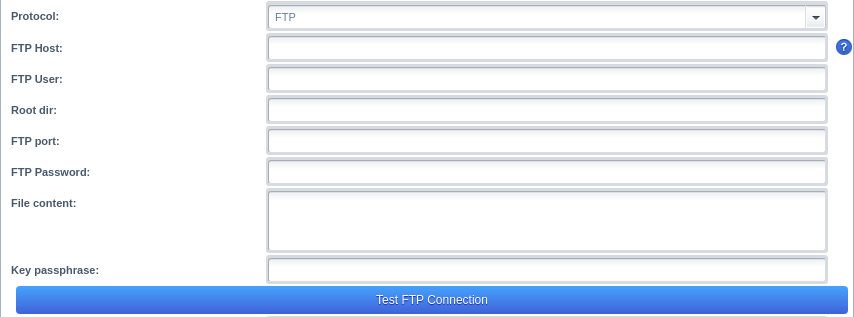 Protocol: FTP
FTP Host: ?
FTP User:
Root dir:
FTP port:
FTP Password:
File content:
Key passphrase:
Test FTP Connection